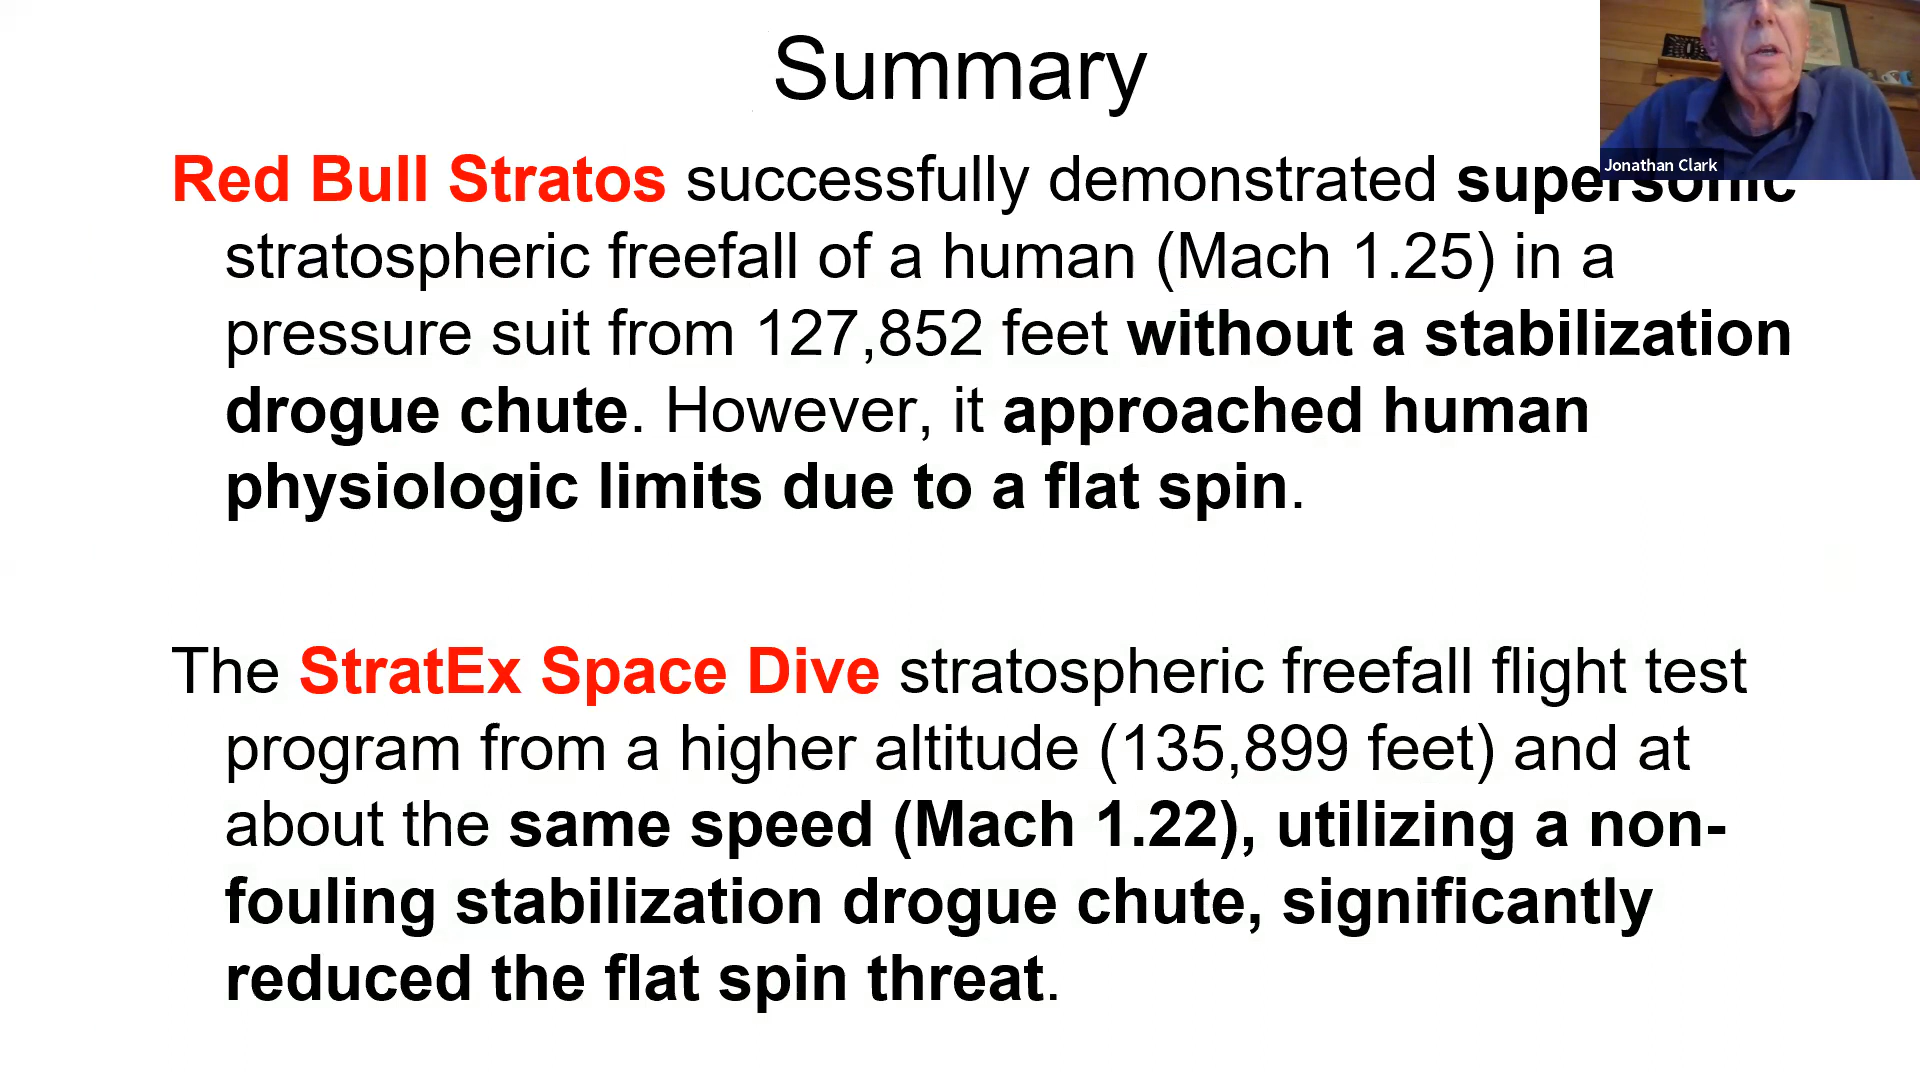 Summary
Jonathan Clark
Red Bull Stratos successfully demonstrated supersonic
stratospheric freefall of a human (Mach 1.25) in a
pressure suit from 127,852 feet without a stabilization
drogue chute. However, it approached human
physiologic limits due to a flat spin.
The StratEx Space Dive stratospheric freefall flight test
program from a higher altitude (135,899 feet) and at
about the same speed (Mach 1.22), utilizing a non-
fouling stabilization drogue chute, significantly
reduced the flat spin threat.